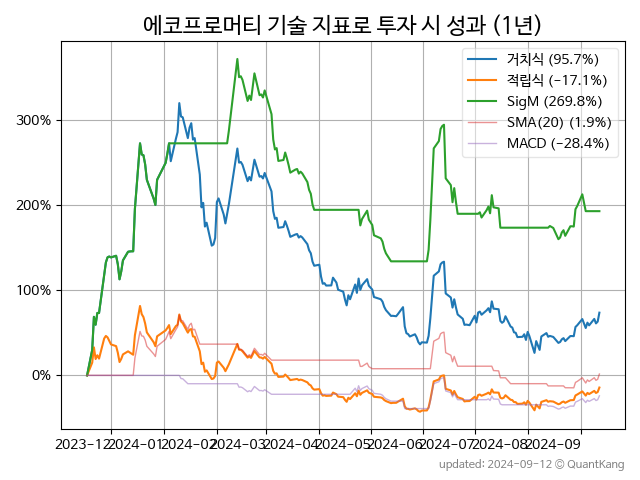 에코프로머티 기술 지표로 투자 시 성과 (1년)
거치식 (95.7%)
적립식 (−17.1%)
SigM (269.8%)
SMA(20) (1.9%)
MACD (−28.4%)
300%
200%
100%
0%
2023-12 2024-01 2024-02 2024-03 2024-04 2024-05 2024-06 2024-07 2024-08 2024-09
updated: 2024-09-12 © QuantKang